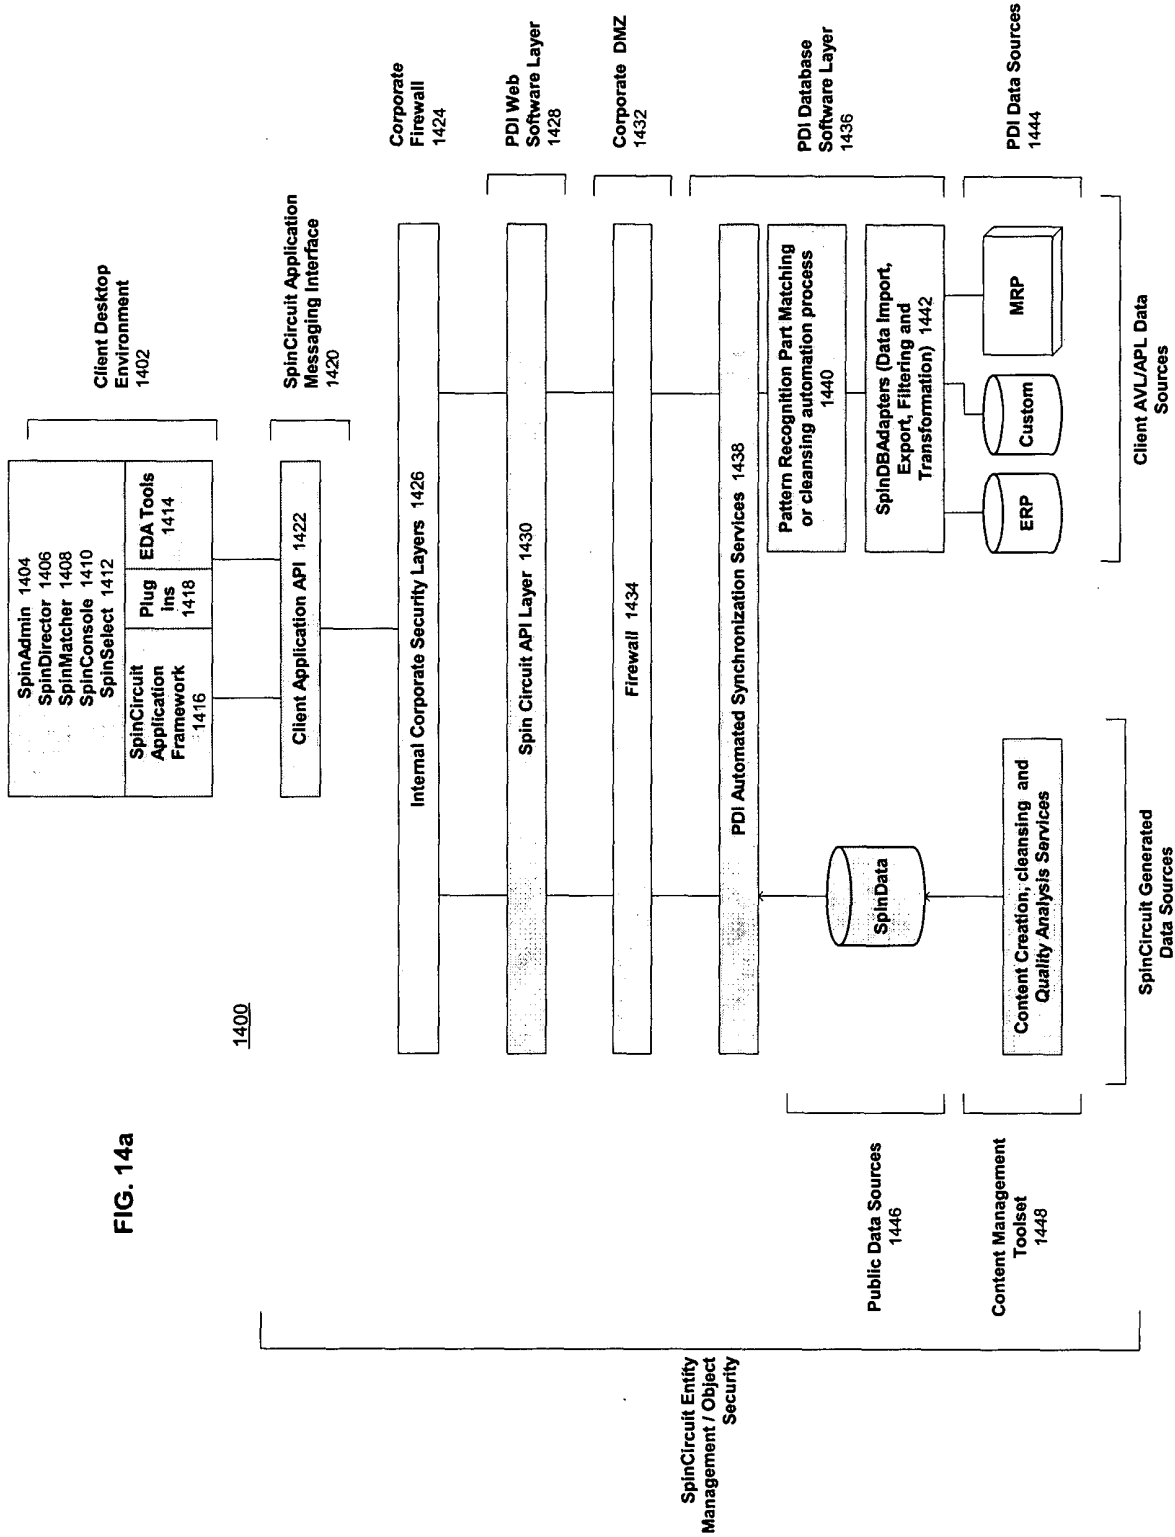 FIG. 14a
1400
SpinAdmin 1404
SpinDirector 1406
SpinMatcher 1408
SpinConsole 1410
SpinSelect 1412
SpinCircuit
Application
Framework
1416
Plug
ins
1418
EDA Tools
1414
Client Desktop
Environment
1402
Client Application API 1422
SpinCircuit Application
Messaging Interface
1420
Internal Corporate Security Layers 1426
Corporate
Firewall
1424
Spin Circuit API Layer 1430
PDI Web
Software Layer
1428
Firewall 1434
Corporate DMZ
1432
PDI Automated Synchronization Services 1438
Pattern Recognition Part Matching
or cleansing automation process
1440
SpinDBAdapters (Data Import,
Export, Filtering and
Transformation) 1442
PDI Database
Software Layer
1436
SpinData
Public Data Sources
1446
ERP
Custom
MRP
PDI Data Sources
1444
Content Creation, cleansing and
Quality Analysis Services
Content Management
Toolset
1448
SpinCircuit Generated
Data Sources
Client AVL/APL Data
Sources
SpinCircuit Entity
Management / Object
Security